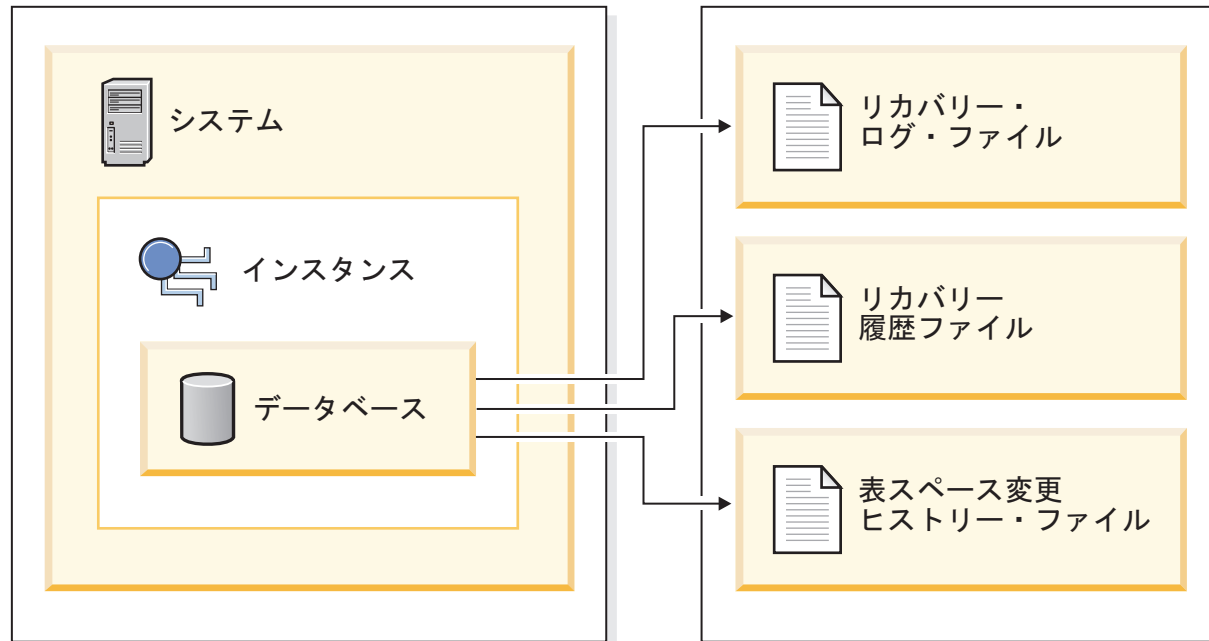 システム
インスタンス
データベース
リカバリー・
ログ・ファイル
リカバリー
履歴ファイル
表スペース変更
ヒストリー・ファイル